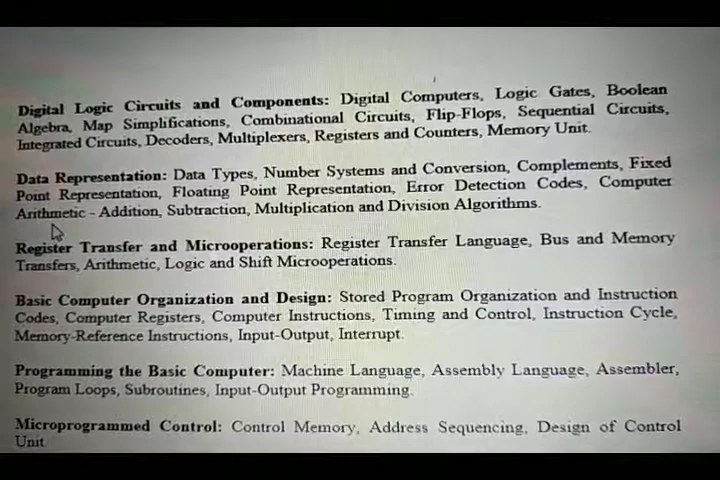 Digital Logic Circuits and Components: Digital Computers, Logic Gates, Boolean
Algebra, Map Simplifications, Combinational Circuits, Flip-Flops, Sequential Circuits,
Integrated Circuits, Decoders, Multiplexers, Registers and Counters, Memory Unit.
Data Representation: Data Types, Number Systems and Conversion, Complements, Fixed
Point Representation, Floating Point Representation, Error Detection Codes, Computer
Arithmetic - Addition, Subtraction, Multiplication and Division Algorithms.
Register Transfer and Microoperations: Register Transfer Language, Bus and Memory
Transfers, Arithmetic, Logic and Shift Microoperations.
Basic Computer Organization and Design: Stored Program Organization and Instruction
Codes, Computer Registers, Computer Instructions, Timing and Control, Instruction Cycle,
Memory-Reference Instructions, Input-Output, Interrupt.
Programming the Basic Computer: Machine Language, Assembly Language, Assembler,
Program Loops, Subroutines, Input-Output Programming.
Microprogrammed Control: Control Memory, Address Sequencing, Design of Control
Unit